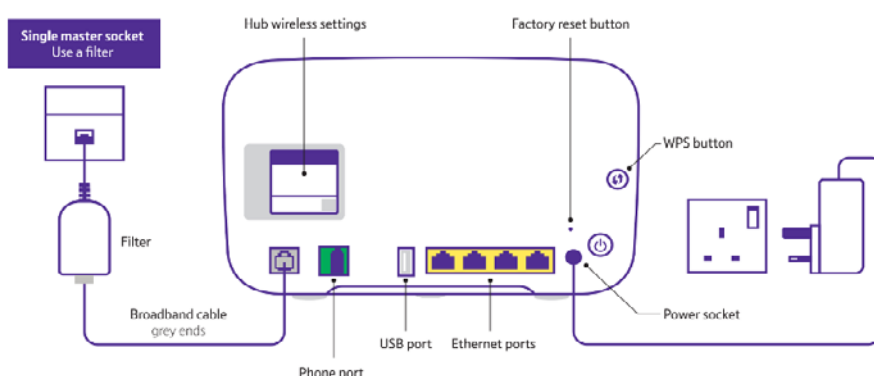 Single master socket
Use a filter
Hub wireless settings
Factory reset button
WPS button
Filter
Broadband cable
grey ends
Power socket
USB port
Ethernet ports
Phone port